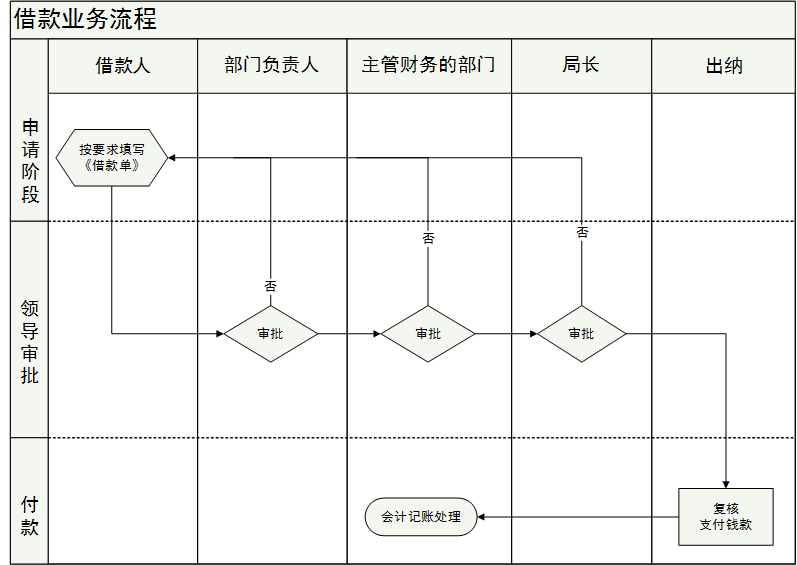 借款业务流程
借款人
部门负责人
主管财务的部门
局长
出纳
申请阶段
按要求填写
《借款单》
否
否
否
领导审批
审批
审批
审批
付款
会计记账处理
复核
支付钱款